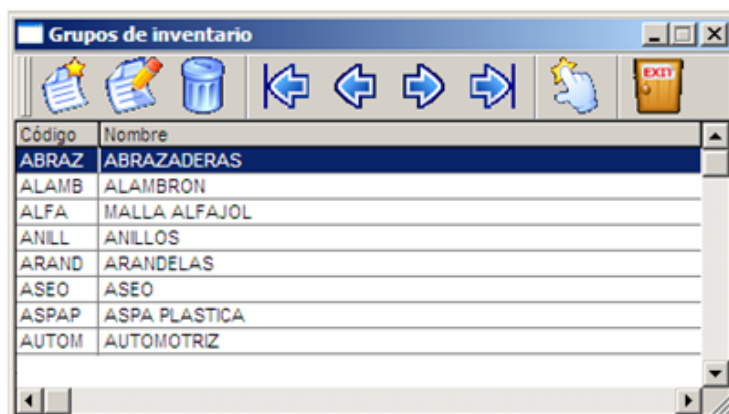 Grupos de inventario
EXIT
Código Nombre
ABRAZ ABRAZADERAS
ALAMB ALAMBRON
ALFA MALLA ALFAJOL
ANILL ANILLOS
ARAND ARANDELAS
ASEO ASEO
ASPAP ASPA PLASTICA
AUTOM AUTOMOTRIZ